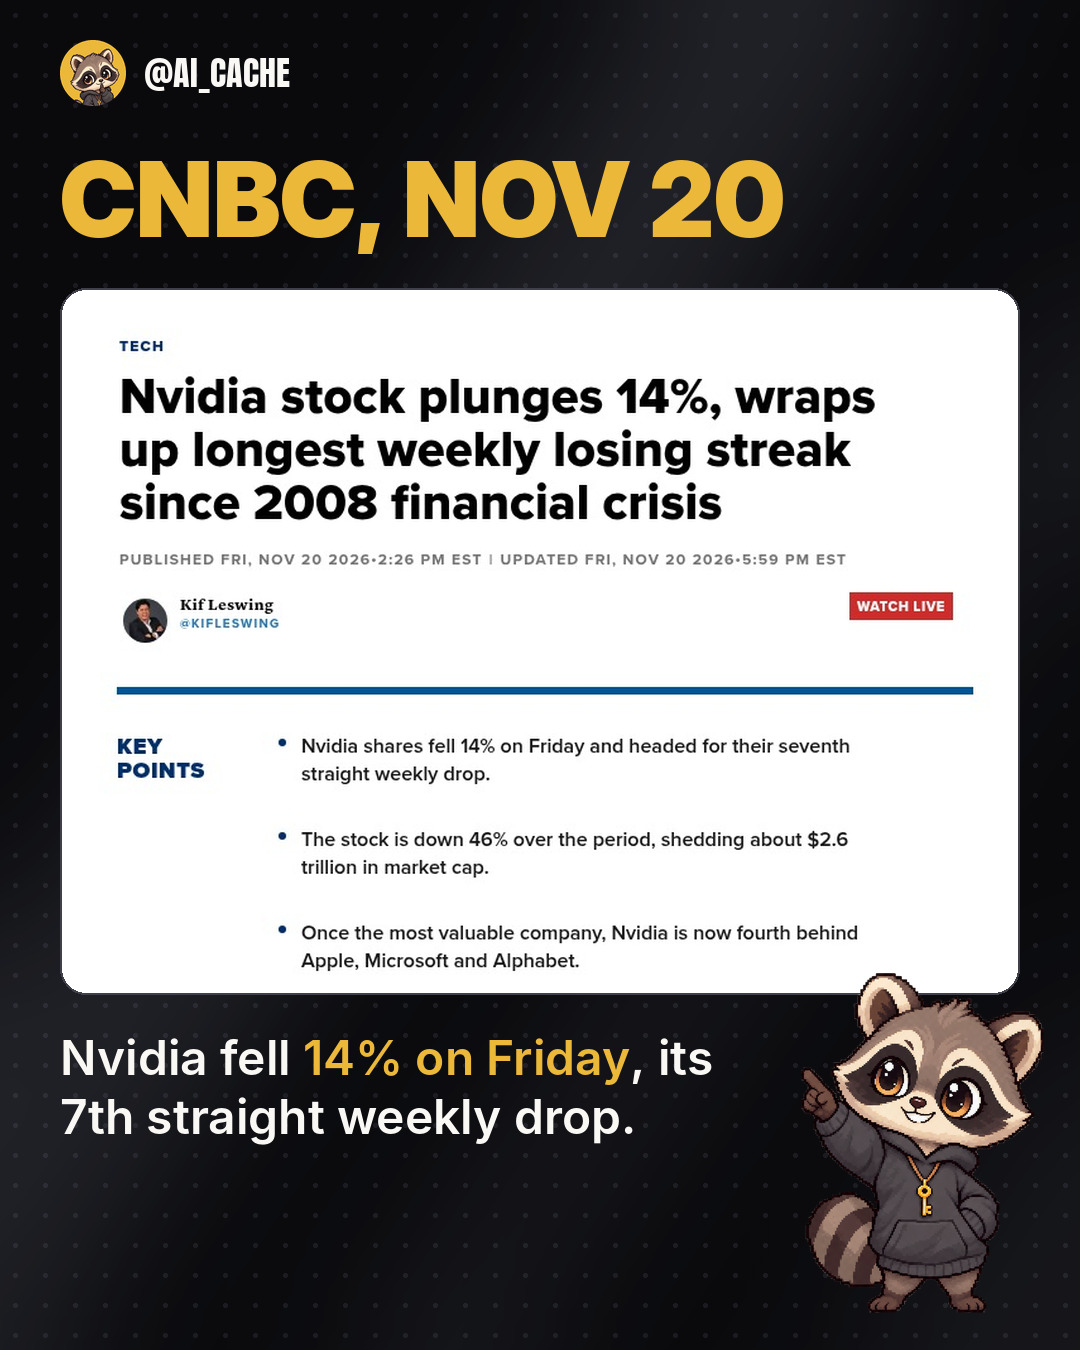 @AI_CACHE
CNBC, NOV 20
TECH
Nvidia stock plunges 14%, wraps
up longest weekly losing streak
since 2008 financial crisis
PUBLISHED FRI, NOV 20 2026•2:26 PM EST | UPDATED FRI, NOV 20 2026•5:59 PM EST
Kif Leswing
@KIFLESWING
WATCH LIVE
KEY
POINTS
• Nvidia shares fell 14% on Friday and headed for their seventh
straight weekly drop.
• The stock is down 46% over the period, shedding about $2.6
trillion in market cap.
• Once the most valuable company, Nvidia is now fourth behind
Apple, Microsoft and Alphabet.
Nvidia fell 14% on Friday, its
7th straight weekly drop.